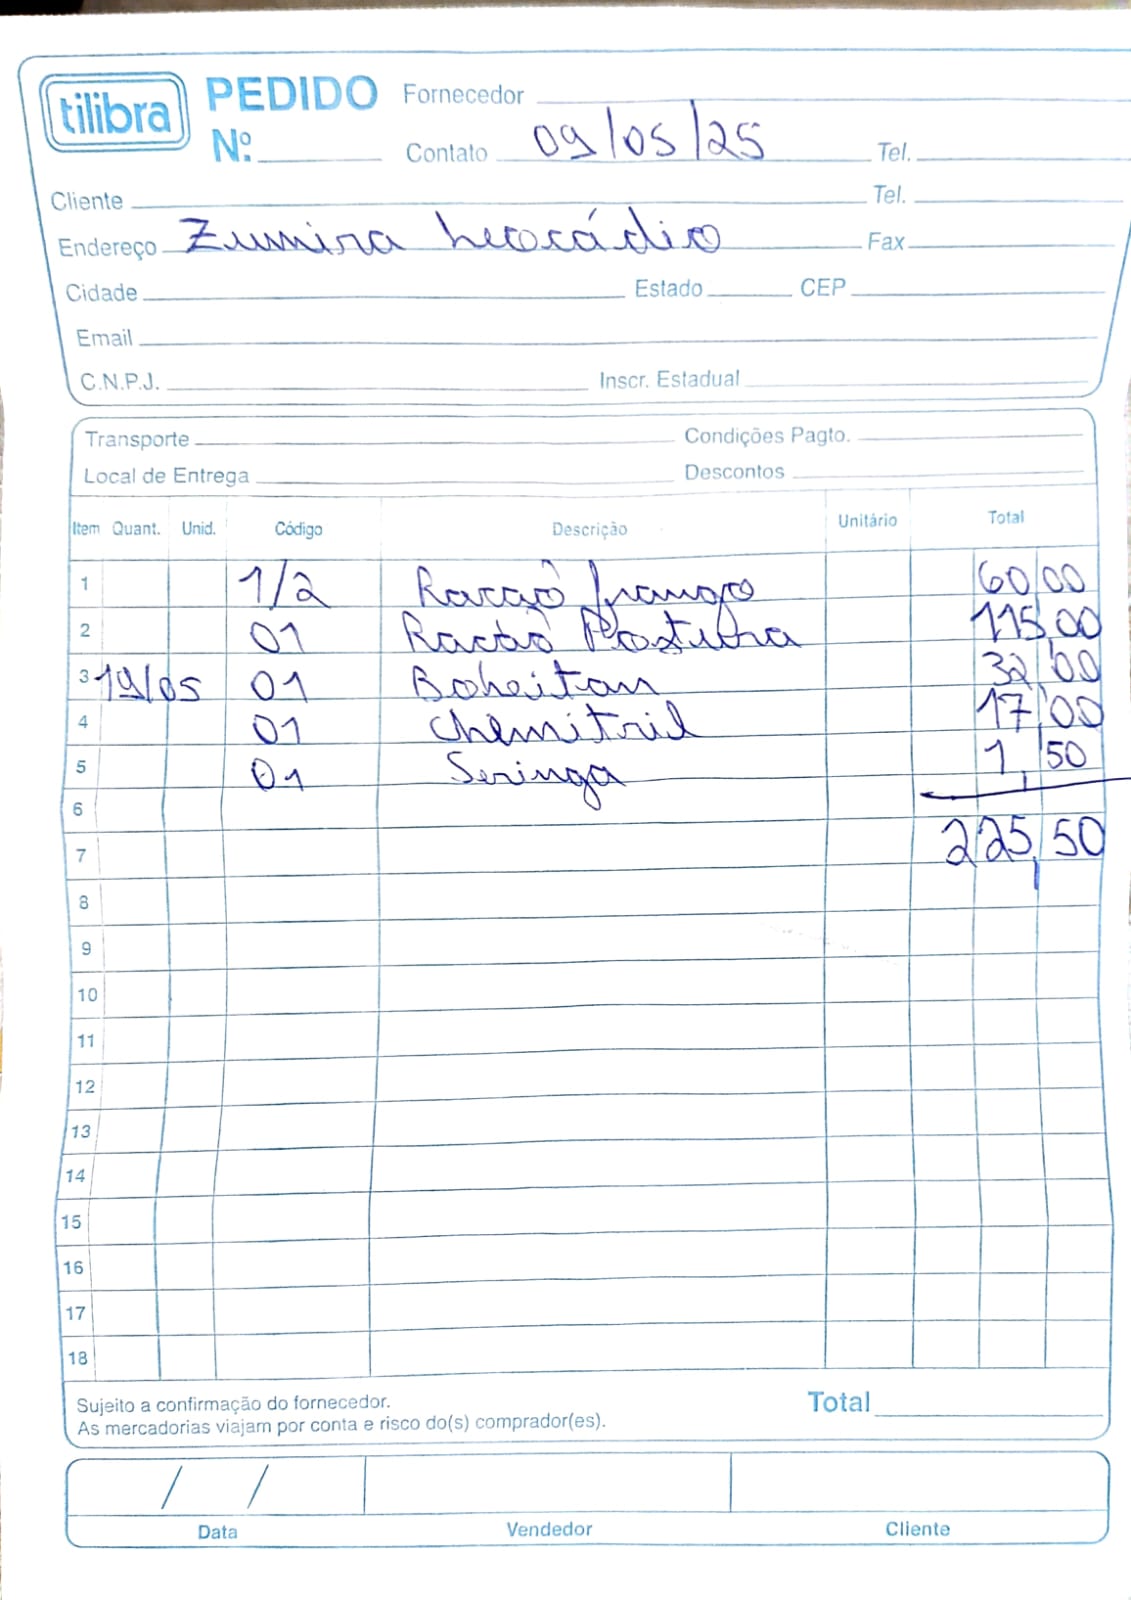 tilibra PEDIDO Fornecedor
Nº. Contato 09/05/25 Tel.
Cliente Tel.
Endereço Zumira Leocádio Fax
Cidade Estado CEP
Email
C.N.P.J. Inscr. Estadual
Transporte Condições Pagto.
Local de Entrega Descontos
Item Quant. Unid. Código Descrição Unitário Total
1 1/2 Ração frango 60,00
2 01 Ração Postura 115,00
3 19/05 01 32,00
4 01 Chemitril 17,00
5 01 Seringa 1,50
6
7 225,50
8
9
10
11
12
13
14
15
16
17
18
Sujeito a confirmação do fornecedor. Total
As mercadorias viajam por conta e risco do(s) comprador(es).
/ /
Data Vendedor Cliente